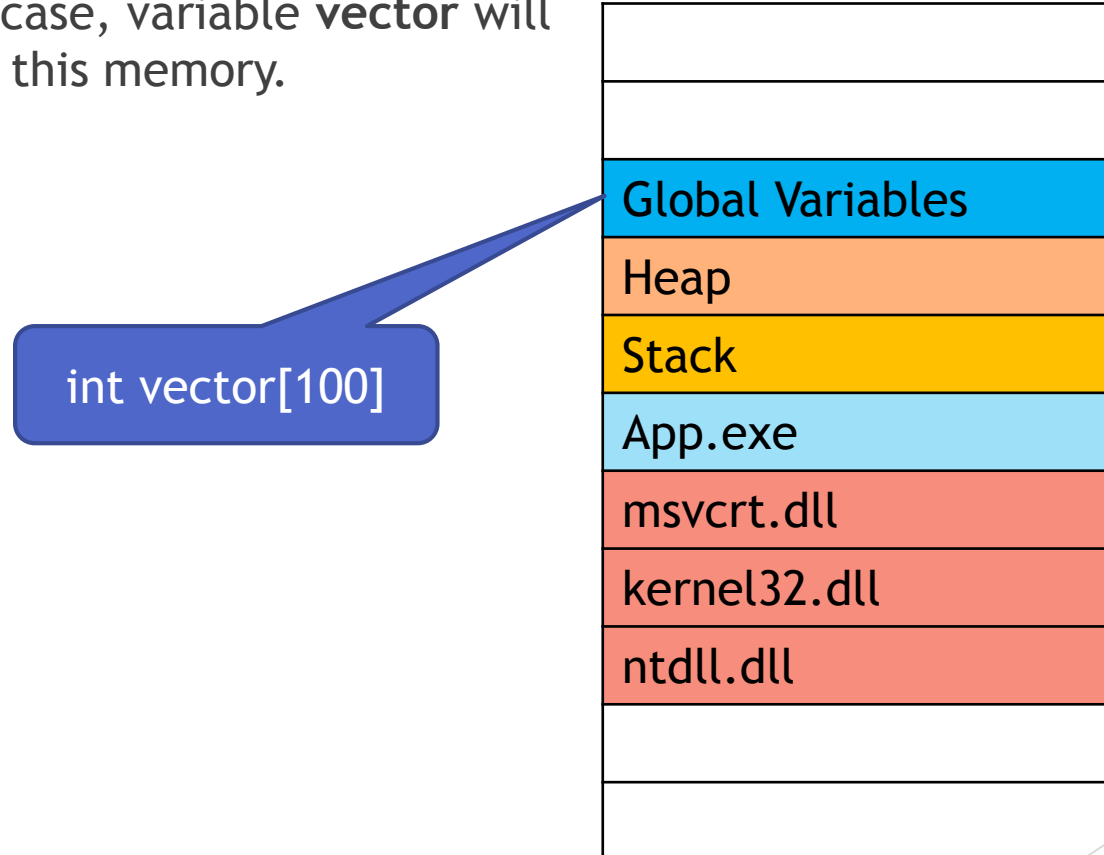 case, variable vector will
this memory.
Global Variables
Heap
int vector[100]
Stack
App.exe
msvcrt.dll
kernel32.dll
ntdll.dll